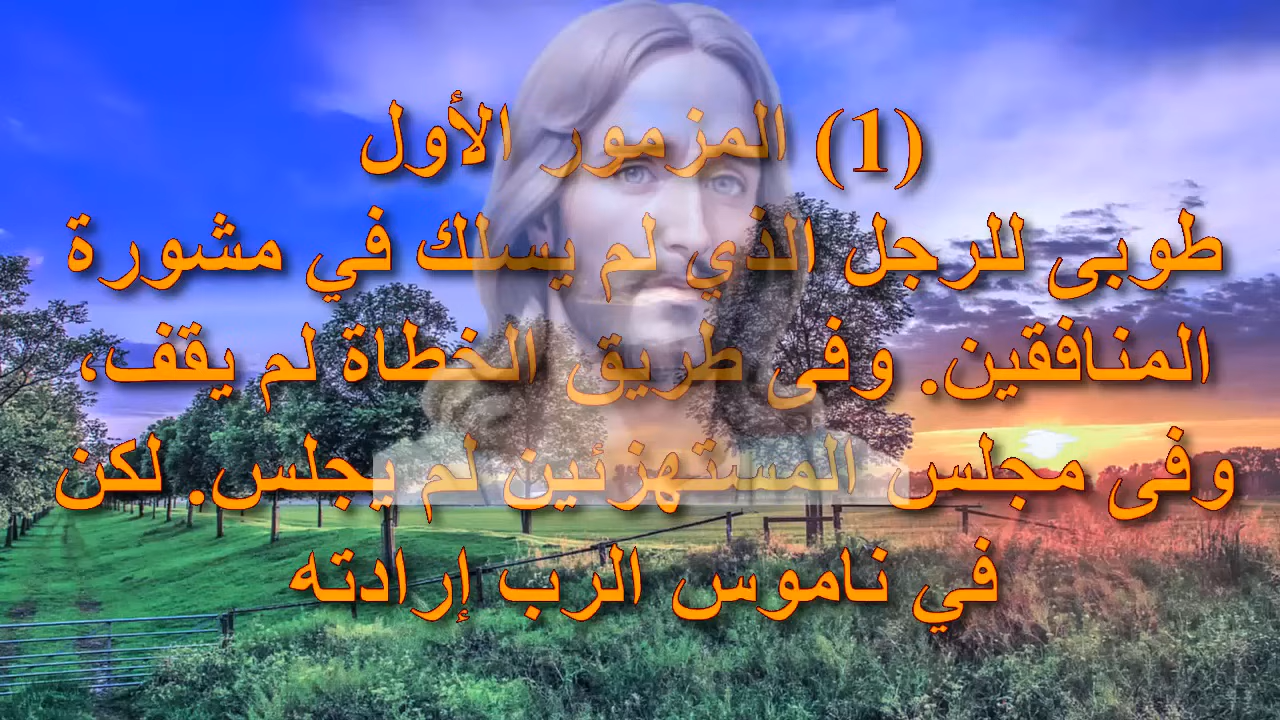 (1) المزمور الأول
طوبى للرجل الذي لم يسلك في مشورة
المنافقين. وفى طريق الخطاة لم يقف،
وفى مجلس المستهزئين لم يجلس. لكن
في ناموس الرب إرادته